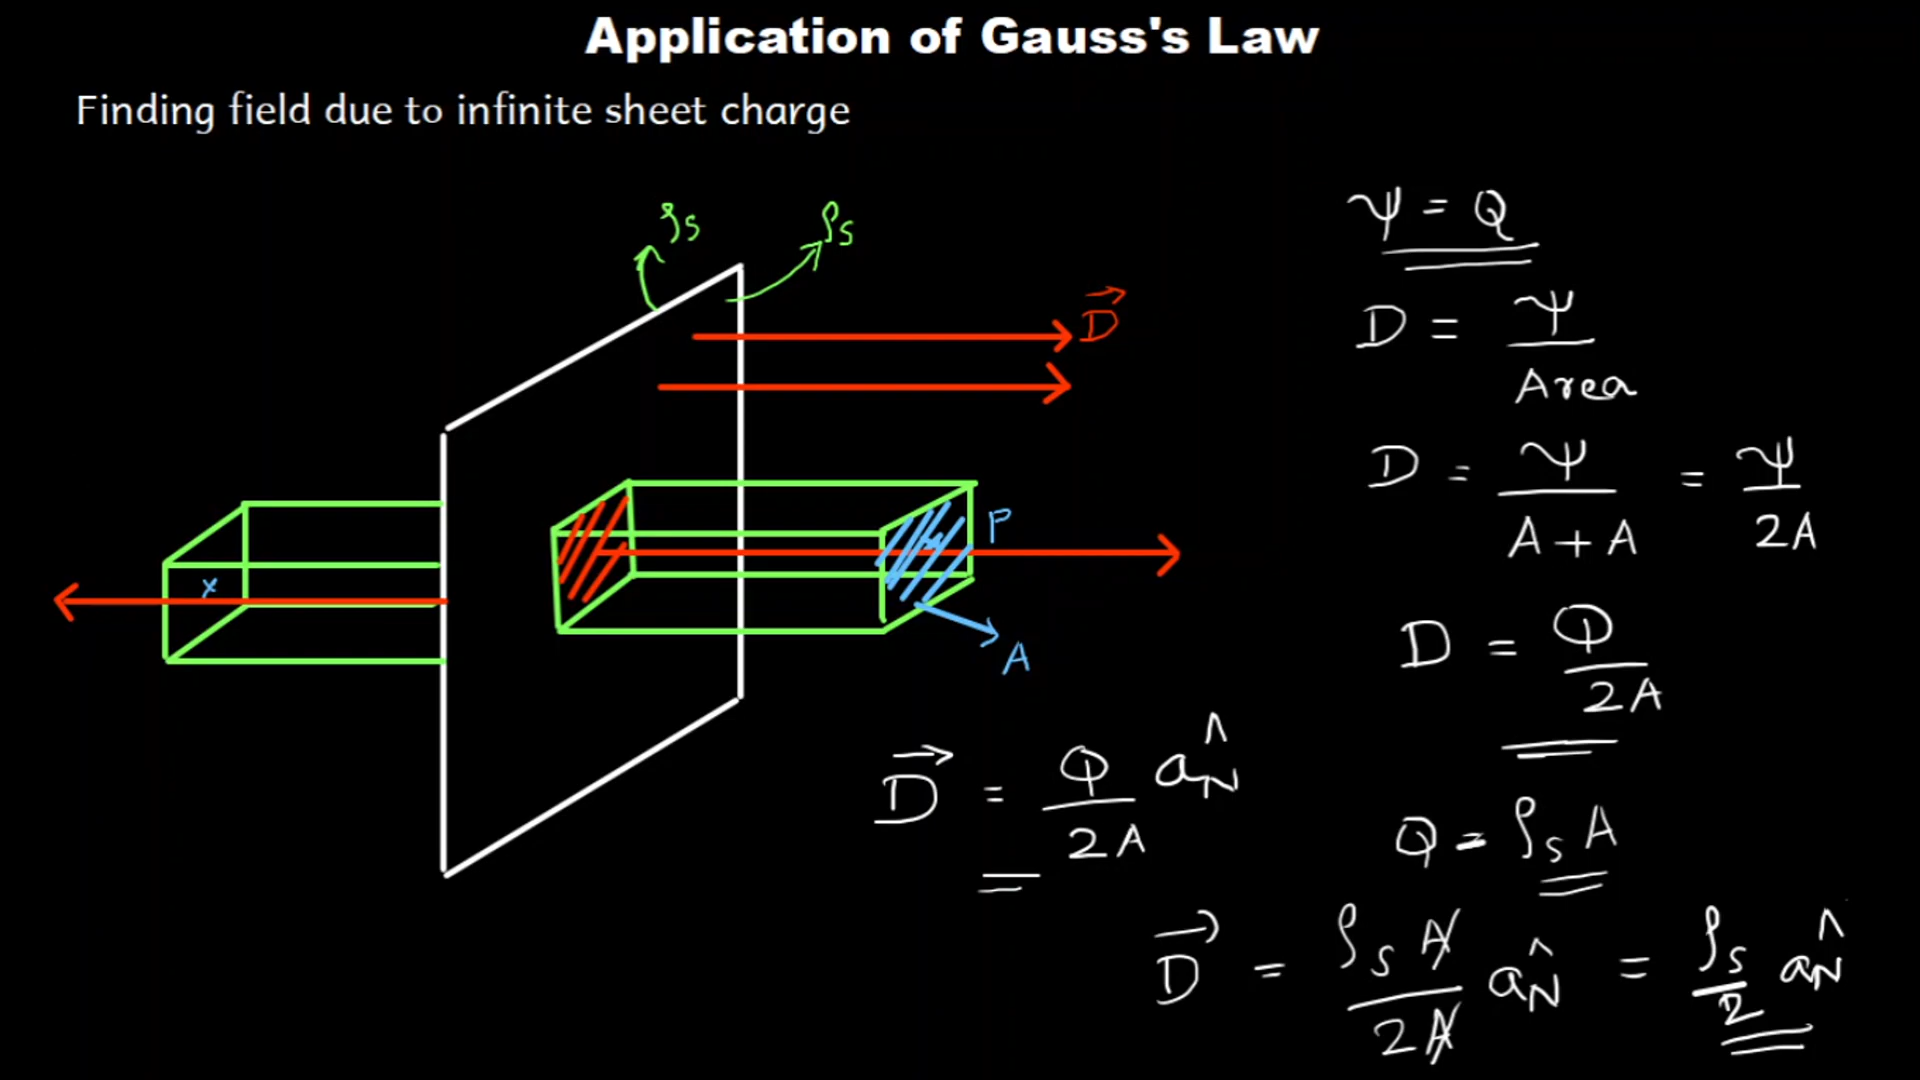 Application of Gauss's Law
Finding field due to infinite sheet charge
ρs
ρs
D⃗
P
x
A
ψ = Q
D = ψ / Area
D = ψ / A + A = ψ / 2A
D = Q / 2A
D⃗ = Q / 2A âN
Q = ρs A
D⃗ = ρs A / 2A âN = ρs / 2 âN